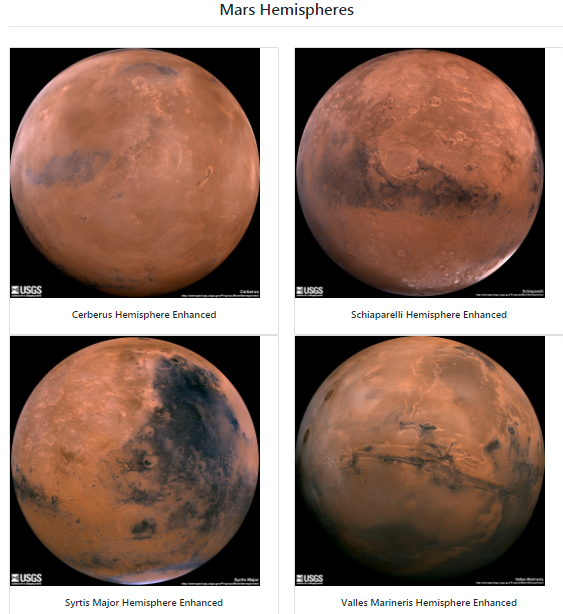 Mars Hemispheres
USGS
Cerberus
USGS
Schiaparelli
Cerberus Hemisphere Enhanced
Schiaparelli Hemisphere Enhanced
USGS
Syrtis Major
USGS
Valles Marineris
Syrtis Major Hemisphere Enhanced
Valles Marineris Hemisphere Enhanced